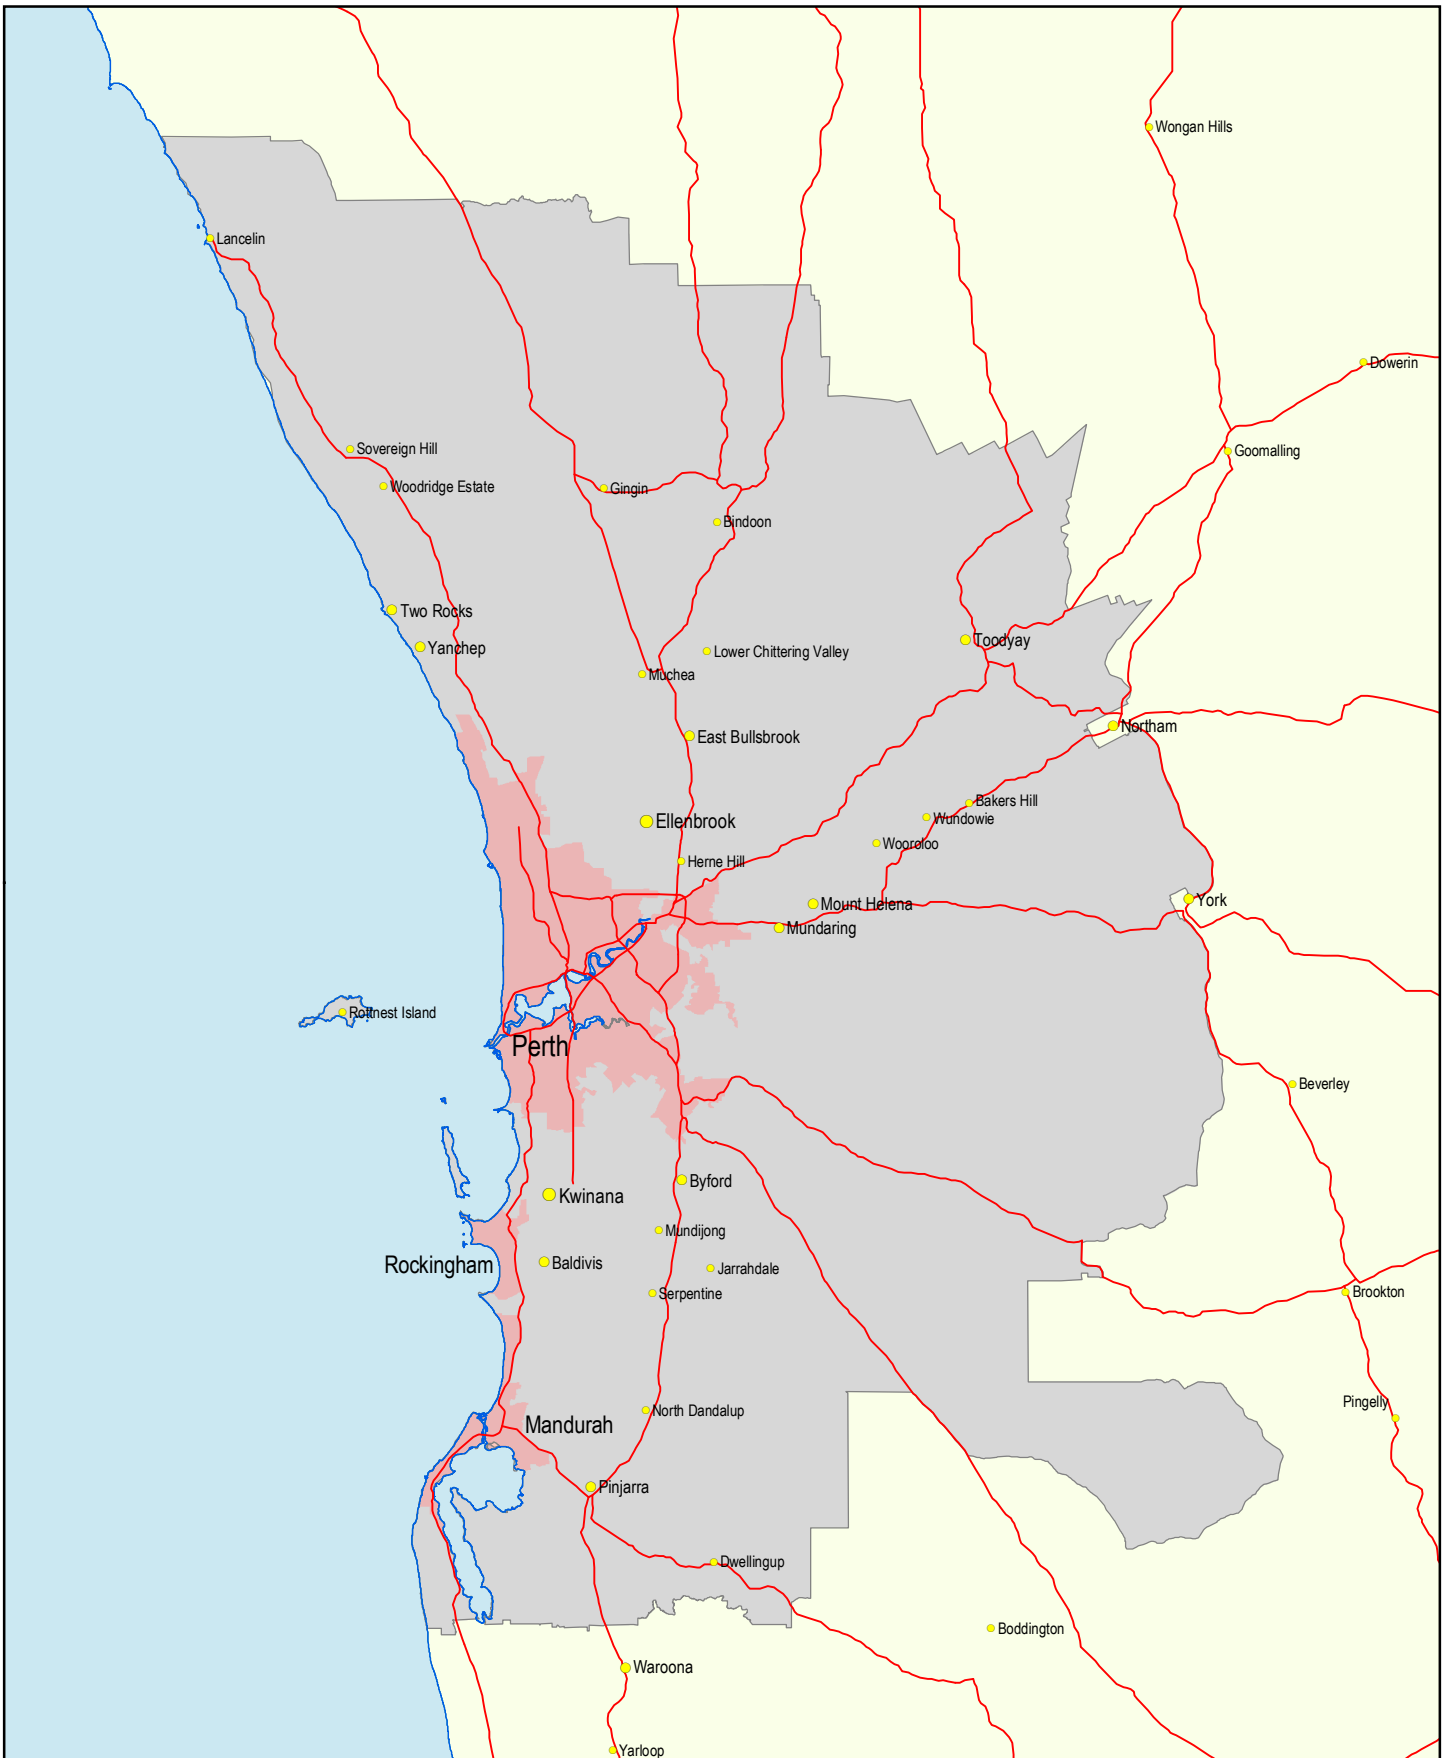 Wongan Hills
Lancelin
Dowerin
Sovereign Hill
Goomalling
Woodridge Estate
Gingin
Bindoon
Two Rocks
Toodyay
Yanchep
Lower Chittering Valley
Muchea
Northam
East Bullsbrook
Bakers Hill
Wundowie
Ellenbrook
Wooroloo
Herne Hill
York
Mount Helena
Mundaring
Rottnest Island
Perth
Beverley
Byford
Kwinana
Mundijong
Baldivis
Rockingham
Jarrahdale
Serpentine
Brookton
Pingelly
North Dandalup
Mandurah
Pinjarra
Dwellingup
Boddington
Waroona
Yarloop